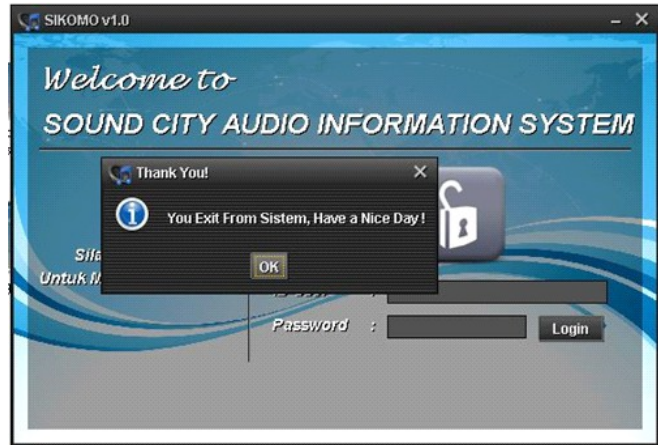 SIKOMO v1.0
Welcome to
SOUND CITY AUDIO INFORMATION SYSTEM
Thank You!
You Exit From Sistem, Have a Nice Day!
OK
Untuk
Password :
Login